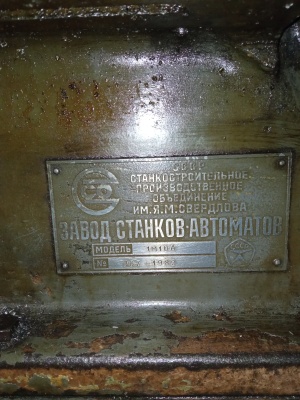 СССР
СТАНКОСТРОИТЕЛЬНОЕ
ПРОИЗВОДСТВЕННОЕ
ОБЪЕДИНЕНИЕ
ИМ. Я.М. СВЕРДЛОВА
ЗАВОД СТАНКОВ-АВТОМАТОВ
МОДЕЛЬ
№